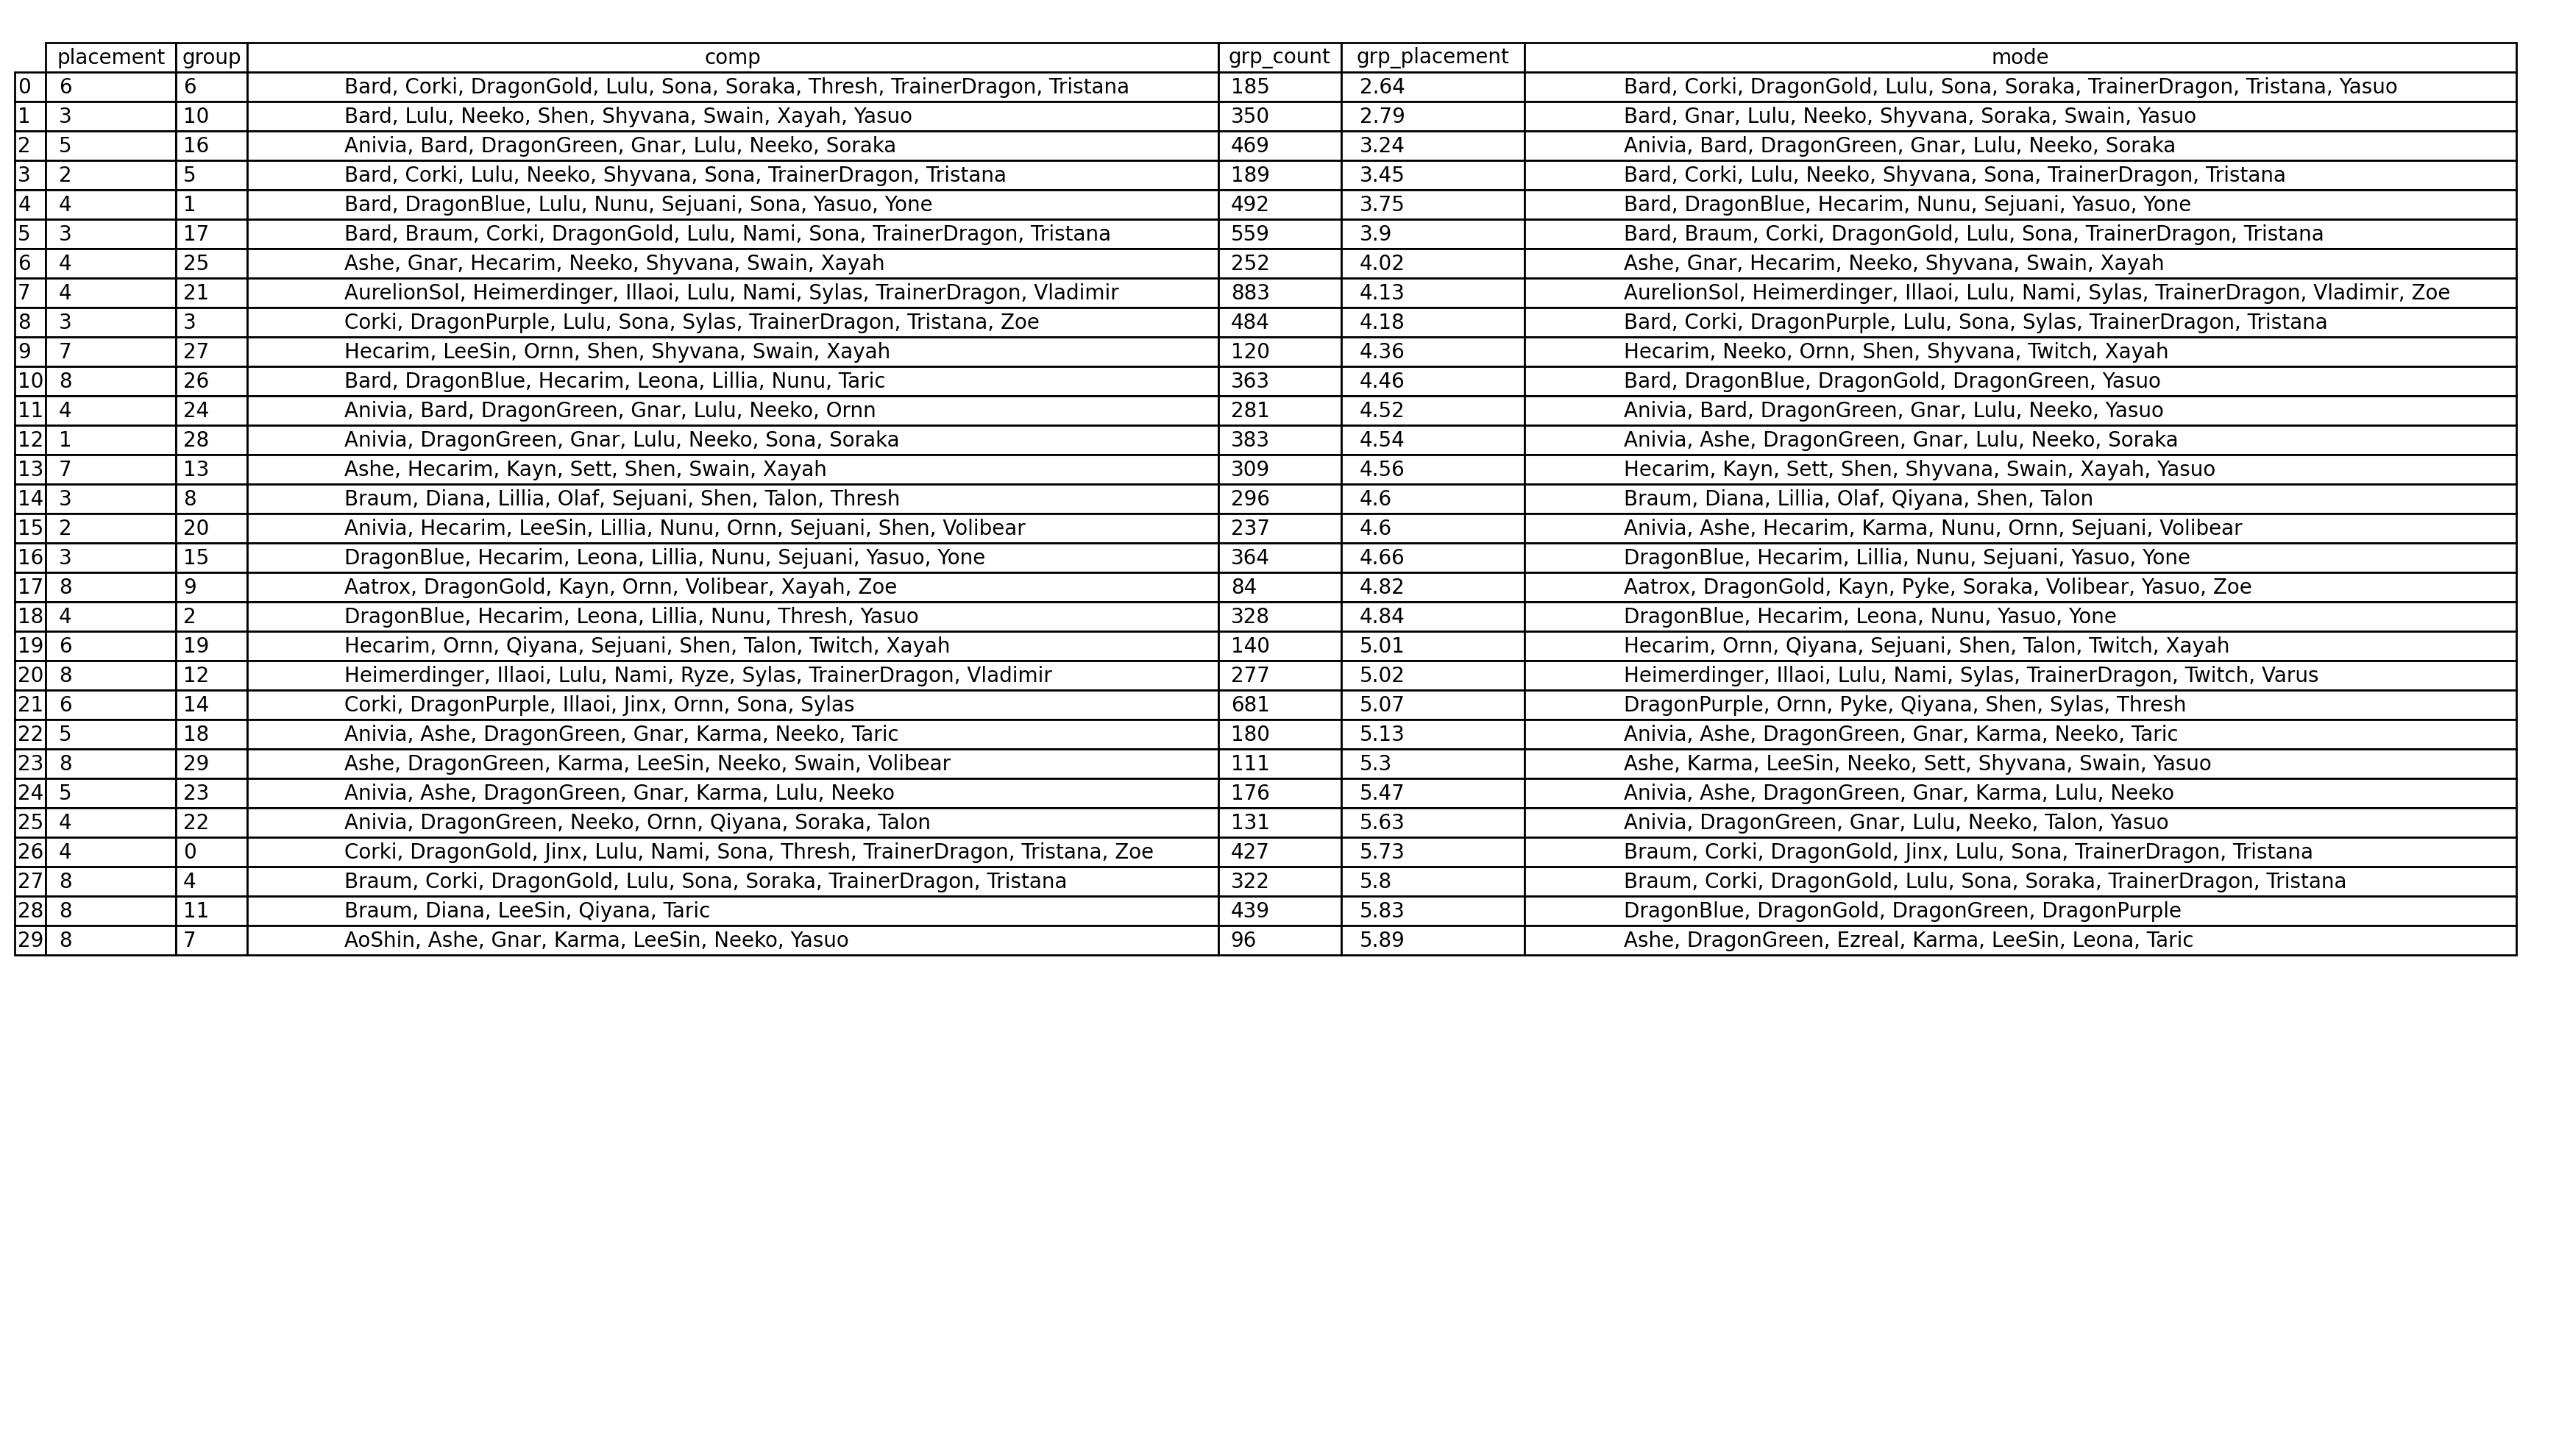 placement group comp grp_count grp_placement mode
0 6 6 Bard, Corki, DragonGold, Lulu, Sona, Soraka, Thresh, TrainerDragon, Tristana 185 2.64 Bard, Corki, DragonGold, Lulu, Sona, Soraka, TrainerDragon, Tristana, Yasuo
1 3 10 Bard, Lulu, Neeko, Shen, Shyvana, Swain, Xayah, Yasuo 350 2.79 Bard, Gnar, Lulu, Neeko, Shyvana, Soraka, Swain, Yasuo
2 5 16 Anivia, Bard, DragonGreen, Gnar, Lulu, Neeko, Soraka 469 3.24 Anivia, Bard, DragonGreen, Gnar, Lulu, Neeko, Soraka
3 2 5 Bard, Corki, Lulu, Neeko, Shyvana, Sona, TrainerDragon, Tristana 189 3.45 Bard, Corki, Lulu, Neeko, Shyvana, Sona, TrainerDragon, Tristana
4 4 1 Bard, DragonBlue, Lulu, Nunu, Sejuani, Sona, Yasuo, Yone 492 3.75 Bard, DragonBlue, Hecarim, Nunu, Sejuani, Yasuo, Yone
5 3 17 Bard, Braum, Corki, DragonGold, Lulu, Nami, Sona, TrainerDragon, Tristana 559 3.9 Bard, Braum, Corki, DragonGold, Lulu, Sona, TrainerDragon, Tristana
6 4 25 Ashe, Gnar, Hecarim, Neeko, Shyvana, Swain, Xayah 252 4.02 Ashe, Gnar, Hecarim, Neeko, Shyvana, Swain, Xayah
7 4 21 AurelionSol, Heimerdinger, Illaoi, Lulu, Nami, Sylas, TrainerDragon, Vladimir 883 4.13 AurelionSol, Heimerdinger, Illaoi, Lulu, Nami, Sylas, TrainerDragon, Vladimir, Zoe
8 3 3 Corki, DragonPurple, Lulu, Sona, Sylas, TrainerDragon, Tristana, Zoe 484 4.18 Bard, Corki, DragonPurple, Lulu, Sona, Sylas, TrainerDragon, Tristana
9 7 27 Hecarim, LeeSin, Ornn, Shen, Shyvana, Swain, Xayah 120 4.36 Hecarim, Neeko, Ornn, Shen, Shyvana, Twitch, Xayah
10 8 26 Bard, DragonBlue, Hecarim, Leona, Lillia, Nunu, Taric 363 4.46 Bard, DragonBlue, DragonGold, DragonGreen, Yasuo
11 4 24 Anivia, Bard, DragonGreen, Gnar, Lulu, Neeko, Ornn 281 4.52 Anivia, Bard, DragonGreen, Gnar, Lulu, Neeko, Yasuo
12 1 28 Anivia, DragonGreen, Gnar, Lulu, Neeko, Sona, Soraka 383 4.54 Anivia, Ashe, DragonGreen, Gnar, Lulu, Neeko, Soraka
13 7 13 Ashe, Hecarim, Kayn, Sett, Shen, Swain, Xayah 309 4.56 Hecarim, Kayn, Sett, Shen, Shyvana, Swain, Xayah, Yasuo
14 3 8 Braum, Diana, Lillia, Olaf, Sejuani, Shen, Talon, Thresh 296 4.6 Braum, Diana, Lillia, Olaf, Qiyana, Shen, Talon
15 2 20 Anivia, Hecarim, LeeSin, Lillia, Nunu, Ornn, Sejuani, Shen, Volibear 237 4.6 Anivia, Ashe, Hecarim, Karma, Nunu, Ornn, Sejuani, Volibear
16 3 15 DragonBlue, Hecarim, Leona, Lillia, Nunu, Sejuani, Yasuo, Yone 364 4.66 DragonBlue, Hecarim, Lillia, Nunu, Sejuani, Yasuo, Yone
17 8 9 Aatrox, DragonGold, Kayn, Ornn, Volibear, Xayah, Zoe 84 4.82 Aatrox, DragonGold, Kayn, Pyke, Soraka, Volibear, Yasuo, Zoe
18 4 2 DragonBlue, Hecarim, Leona, Lillia, Nunu, Thresh, Yasuo 328 4.84 DragonBlue, Hecarim, Leona, Nunu, Yasuo, Yone
19 6 19 Hecarim, Ornn, Qiyana, Sejuani, Shen, Talon, Twitch, Xayah 140 5.01 Hecarim, Ornn, Qiyana, Sejuani, Shen, Talon, Twitch, Xayah
20 8 12 Heimerdinger, Illaoi, Lulu, Nami, Ryze, Sylas, TrainerDragon, Vladimir 277 5.02 Heimerdinger, Illaoi, Lulu, Nami, Sylas, TrainerDragon, Twitch, Varus
21 6 14 Corki, DragonPurple, Illaoi, Jinx, Ornn, Sona, Sylas 681 5.07 DragonPurple, Ornn, Pyke, Qiyana, Shen, Sylas, Thresh
22 5 18 Anivia, Ashe, DragonGreen, Gnar, Karma, Neeko, Taric 180 5.13 Anivia, Ashe, DragonGreen, Gnar, Karma, Neeko, Taric
23 8 29 Ashe, DragonGreen, Karma, LeeSin, Neeko, Swain, Volibear 111 5.3 Ashe, Karma, LeeSin, Neeko, Sett, Shyvana, Swain, Yasuo
24 5 23 Anivia, Ashe, DragonGreen, Gnar, Karma, Lulu, Neeko 176 5.47 Anivia, Ashe, DragonGreen, Gnar, Karma, Lulu, Neeko
25 4 22 Anivia, DragonGreen, Neeko, Ornn, Qiyana, Soraka, Talon 131 5.63 Anivia, DragonGreen, Gnar, Lulu, Neeko, Talon, Yasuo
26 4 0 Corki, DragonGold, Jinx, Lulu, Nami, Sona, Thresh, TrainerDragon, Tristana, Zoe 427 5.73 Braum, Corki, DragonGold, Jinx, Lulu, Sona, TrainerDragon, Tristana
27 8 4 Braum, Corki, DragonGold, Lulu, Sona, Soraka, TrainerDragon, Tristana 322 5.8 Braum, Corki, DragonGold, Lulu, Sona, Soraka, TrainerDragon, Tristana
28 8 11 Braum, Diana, LeeSin, Qiyana, Taric 439 5.83 DragonBlue, DragonGold, DragonGreen, DragonPurple
29 8 7 AoShin, Ashe, Gnar, Karma, LeeSin, Neeko, Yasuo 96 5.89 Ashe, DragonGreen, Ezreal, Karma, LeeSin, Leona, Taric